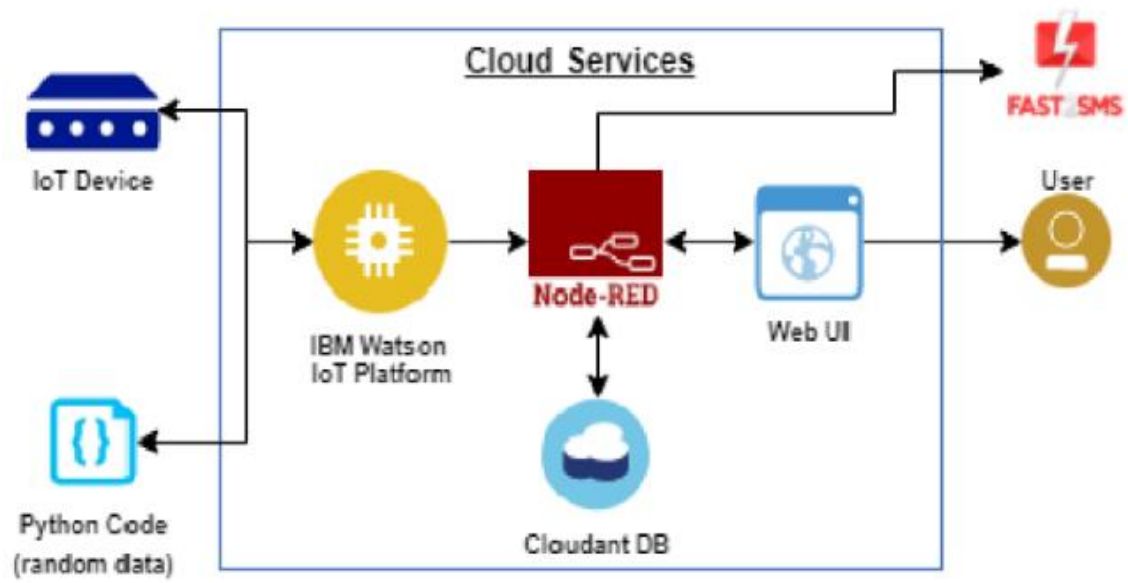 Cloud Services
FAST2SMS
IoT Device
User
Node-RED
Web UI
IBM Watson
IoT Platform
Python Code
(random data)
Cloudant DB